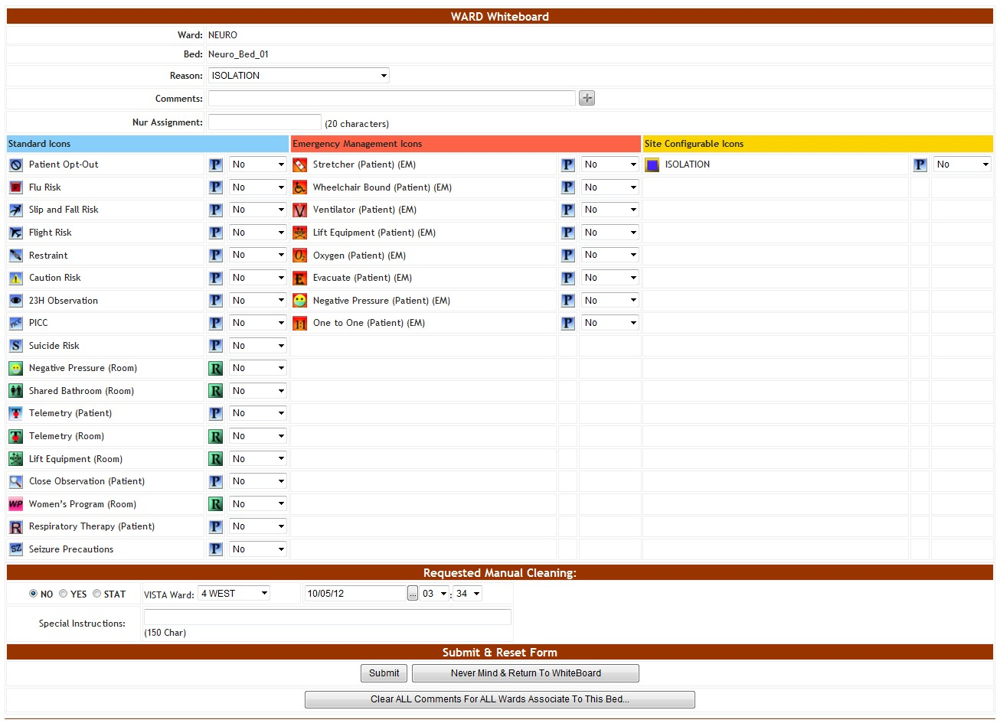 WARD Whiteboard
Ward: NEURO
Bed: Neuro_Bed_01
Reason: ISOLATION
Comments:
Nur Assignment: (20 characters)
Standard Icons Emergency Management Icons Site Configurable Icons
Patient Opt-Out P No Stretcher (Patient) (EM) P No ISOLATION P No
Flu Risk P No Wheelchair Bound (Patient) (EM) P No
Slip and Fall Risk P No V Ventilator (Patient) (EM) P No
Flight Risk P No Lift Equipment (Patient) (EM) P No
Restraint P No O2 Oxygen (Patient) (EM) P No
Caution Risk P No E Evacuate (Patient) (EM) P No
23H Observation P No Negative Pressure (Patient) (EM) P No
PICC PICC P No 1:1 One to One (Patient) (EM) P No
S Suicide Risk P No
Negative Pressure (Room) R No
Shared Bathroom (Room) R No
T Telemetry (Patient) P No
T Telemetry (Room) R No
Lift Equipment (Room) R No
Close Observation (Patient) P No
WP Women's Program (Room) R No
R Respiratory Therapy (Patient) P No
SZ Seizure Precautions P No
Requested Manual Cleaning:
NO YES STAT VISTA Ward: 4 WEST 10/05/12 ... 03 : 34
Special Instructions:
(150 Char)
Submit & Reset Form
Submit Never Mind & Return To WhiteBoard
Clear ALL Comments For ALL Wards Associate To This Bed...